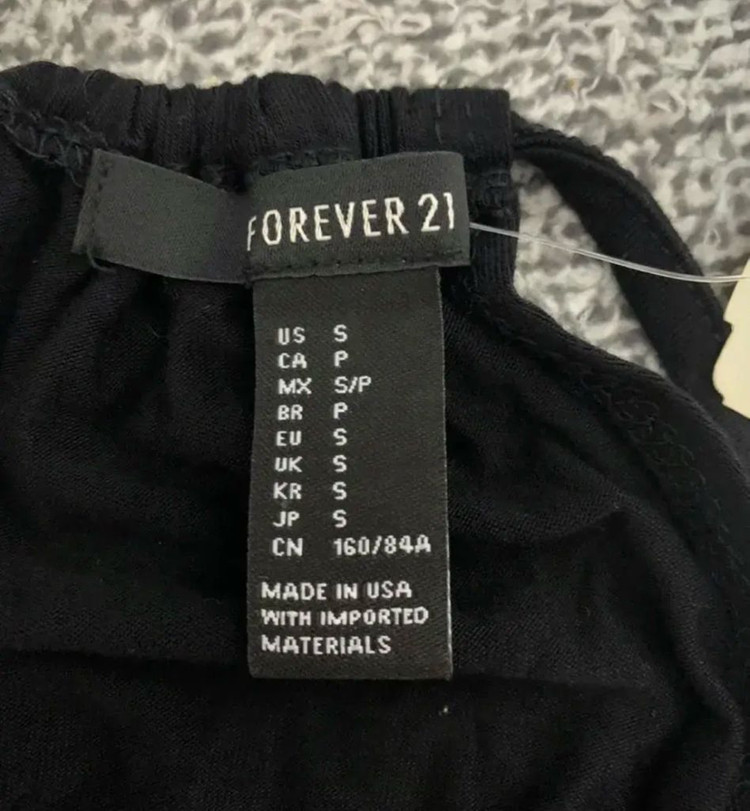 FOREVER 21
US S
CA P
MX S/P
BR P
EU S
UK S
KR S
JP S
CN 160/84A
MADE IN USA
WITH IMPORTED
MATERIALS